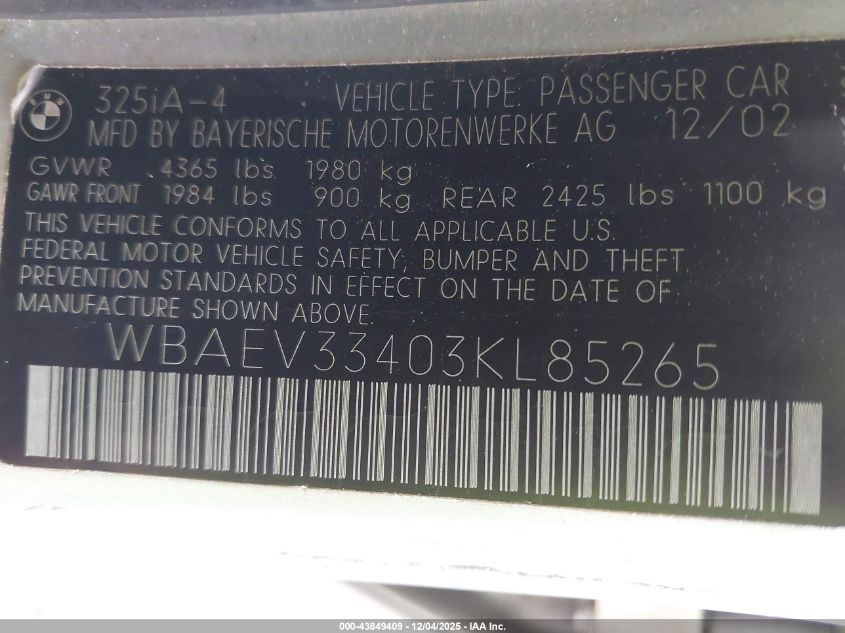 BMW
325iA-4 VEHICLE TYPE: PASSENGER CAR
MFD BY BAYERISCHE MOTORENWERKE AG 12/02
GVWR 4365 lbs 1980 kg
GAWR FRONT 1984 lbs 900 kg REAR 2425 lbs 1100 kg
THIS VEHICLE CONFORMS TO ALL APPLICABLE U.S.
FEDERAL MOTOR VEHICLE SAFETY, BUMPER AND THEFT
PREVENTION STANDARDS IN EFFECT ON THE DATE OF
MANUFACTURE SHOWN ABOVE.
WBAEV33403KL85265
000-43849409 - 12/04/2025 - IAA Inc.